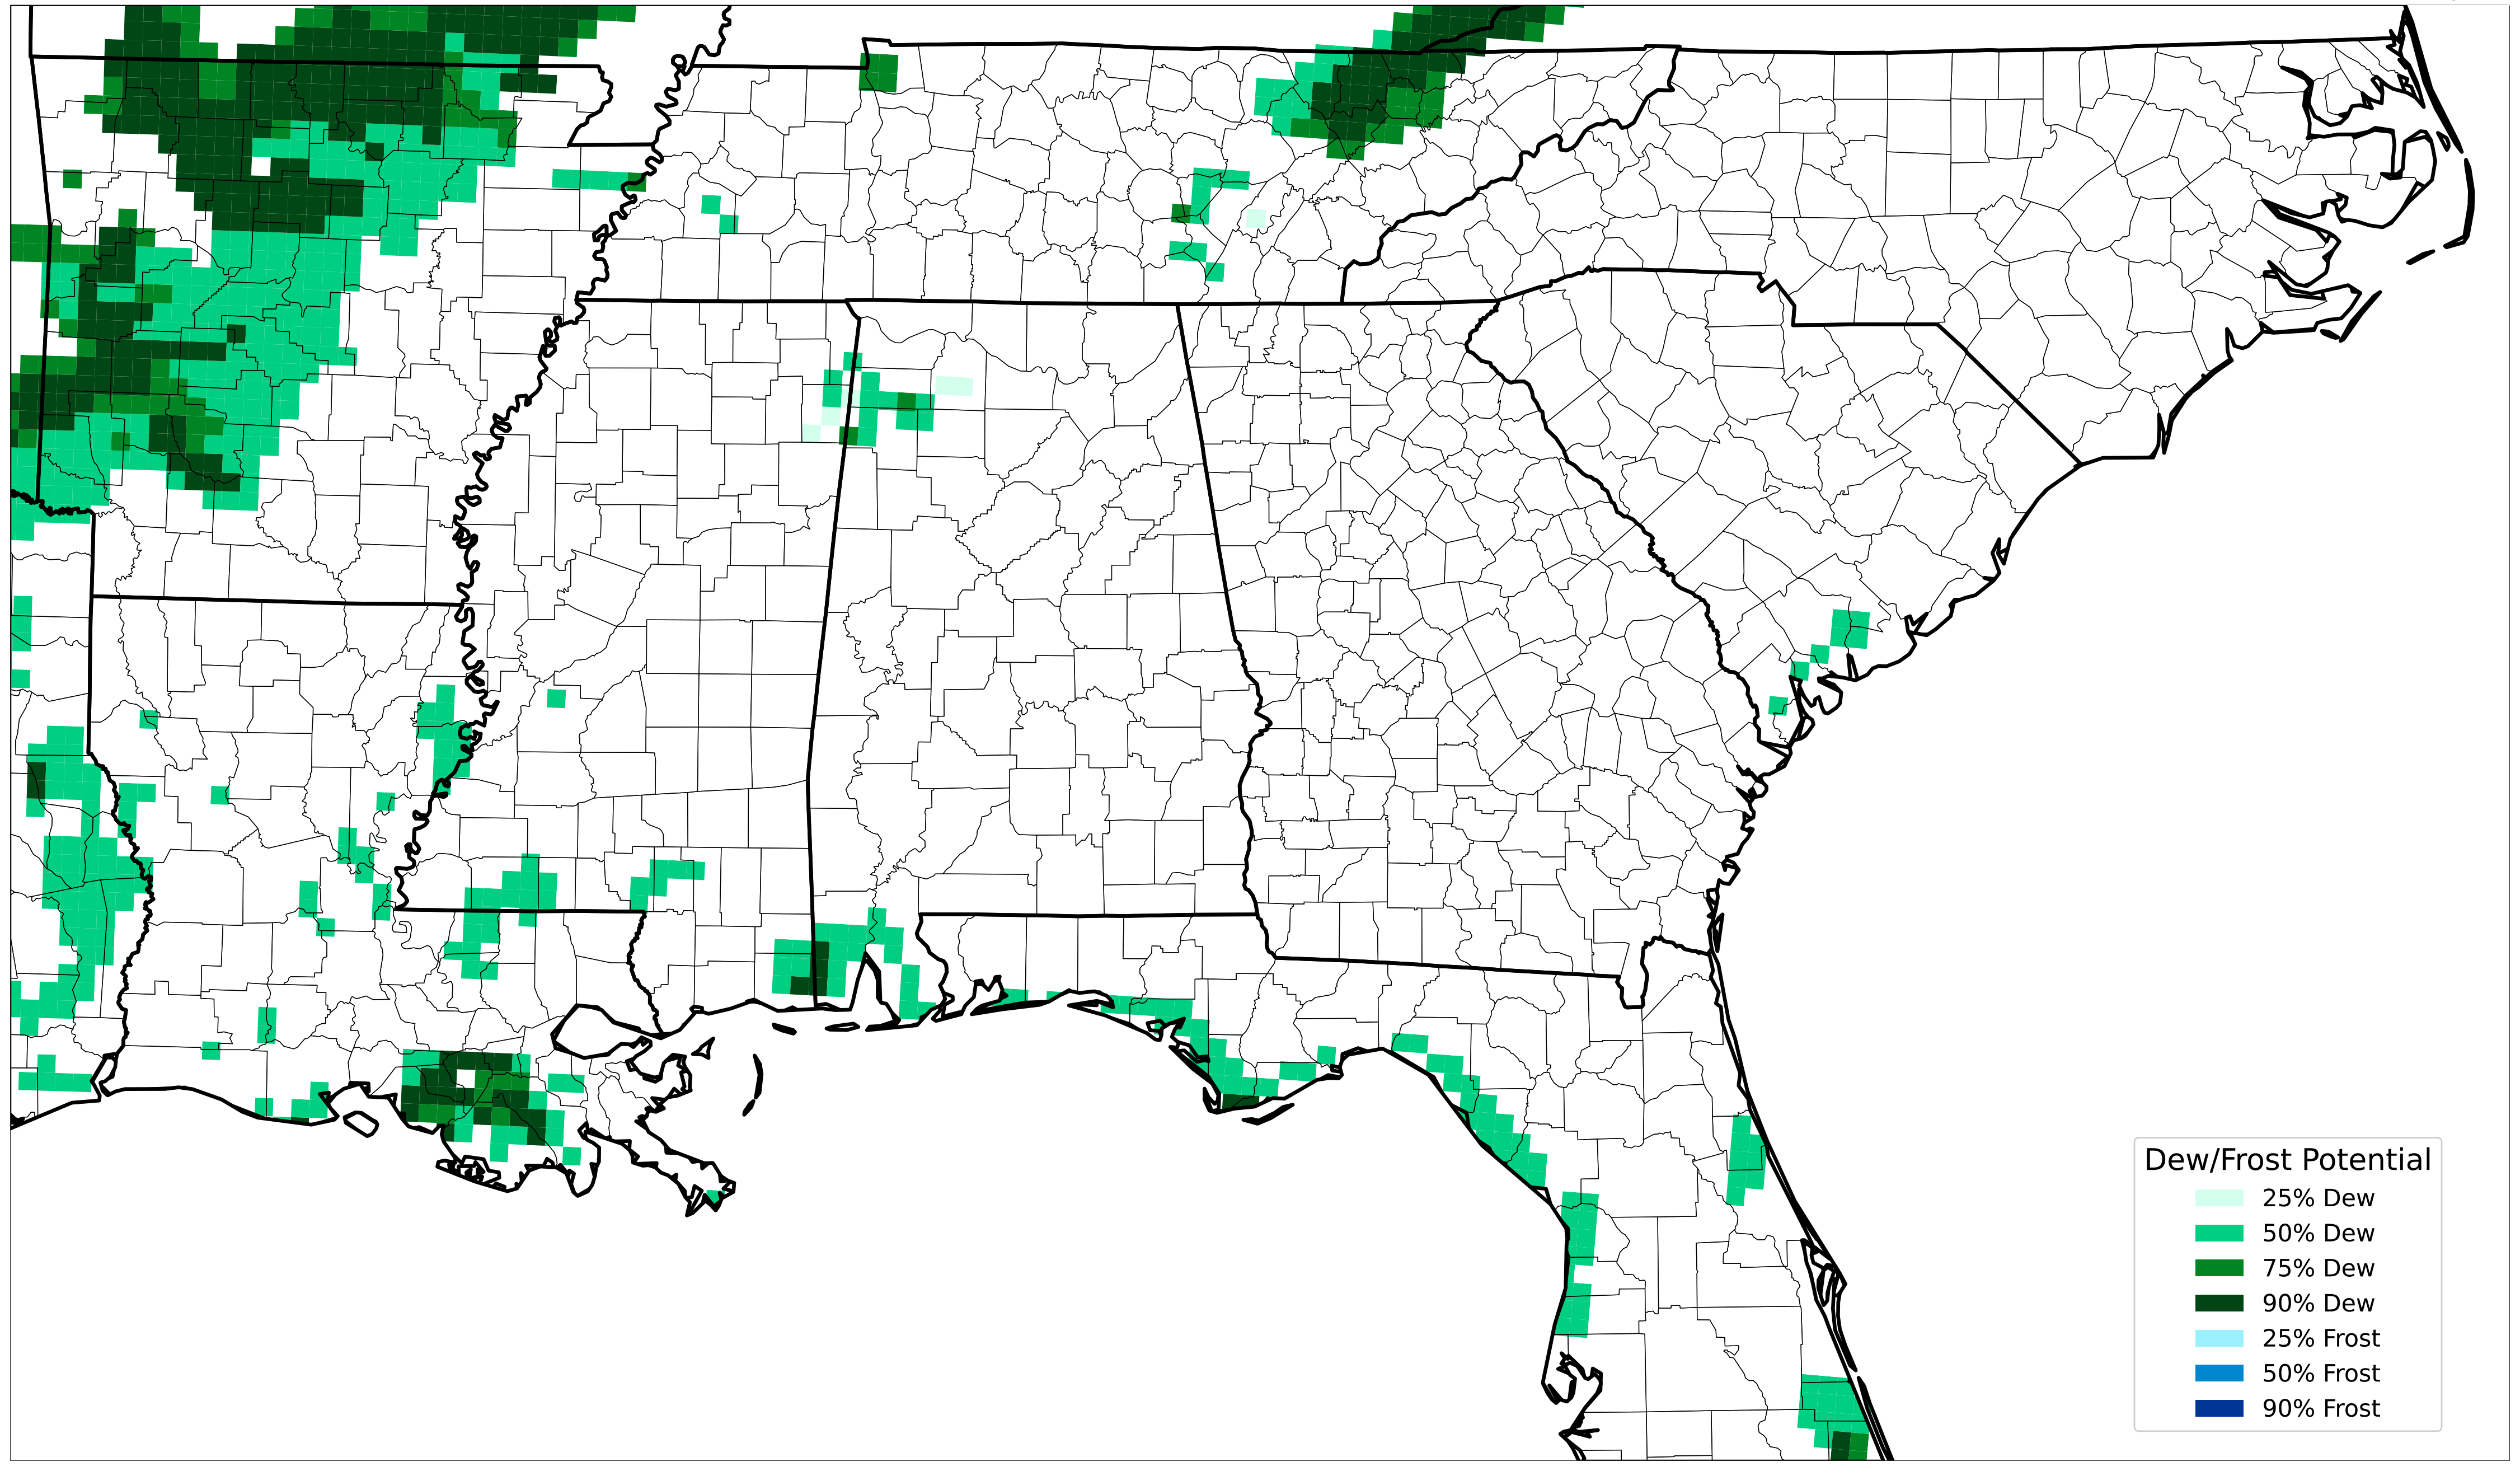 Dew/Frost Potential
25% Dew
50% Dew
75% Dew
90% Dew
25% Frost
50% Frost
90% Frost